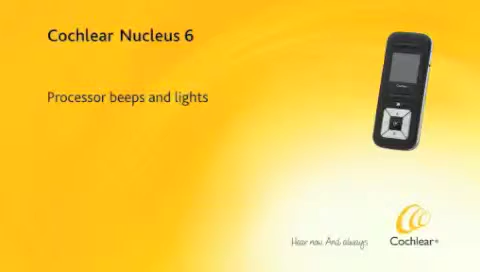 Cochlear Nucleus 6
Processor beeps and lights
Hear now. And always
Cochlear®